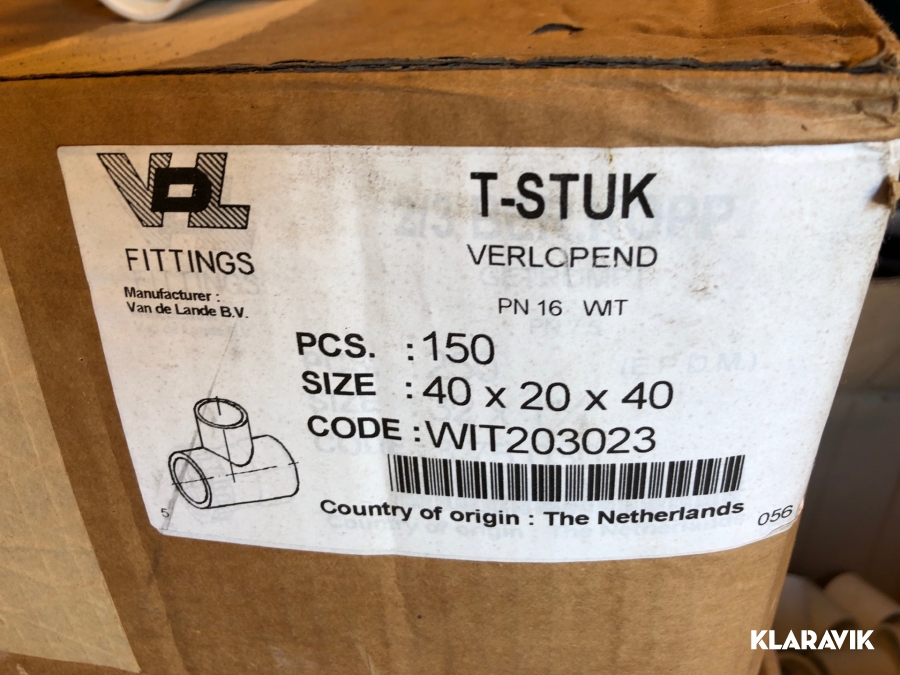 VDL
FITTINGS
Manufacturer :
Van de Lande B.V.
T-STUK
VERLOPEND
PN 16 WIT
PCS. : 150
SIZE : 40 x 20 x 40
CODE : WIT203023
Country of origin : The Netherlands
5
056
(E.P.D.M.)
KLARAVIK